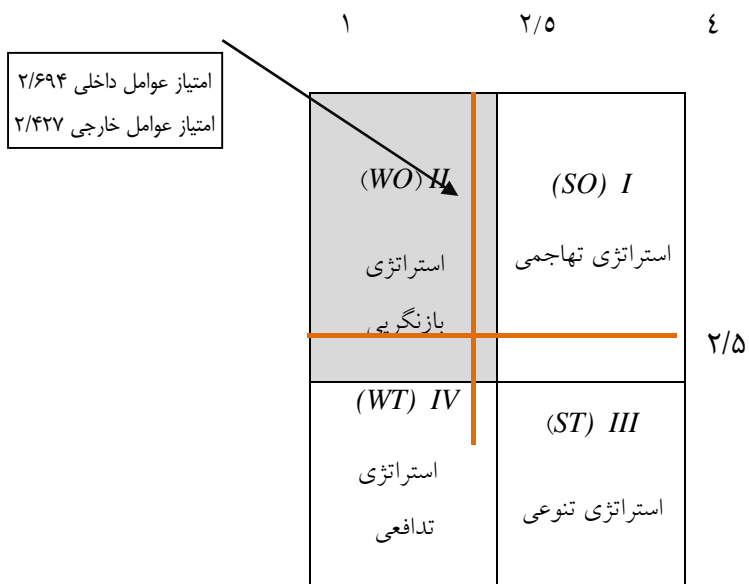 ۱ ۲/۵ ٤
امتیاز عوامل داخلی ۲/۶۹۴
امتیاز عوامل خارجی ۲/۴۲۷
(WO) II
استراتژی
بازنگریی
(SO) I
استراتژی تهاجمی
۲/۵
(WT) IV
استراتژی
تدافعی
(ST) III
استراتژی تنوعی